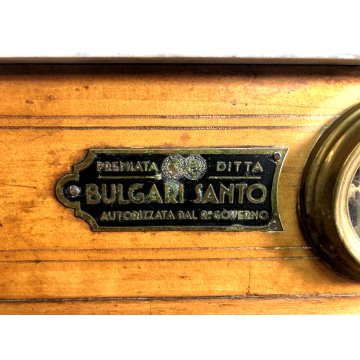 PREMIATA DITTA
BULGARI SANTO
AUTORIZZATA DAL R. GOVERNO